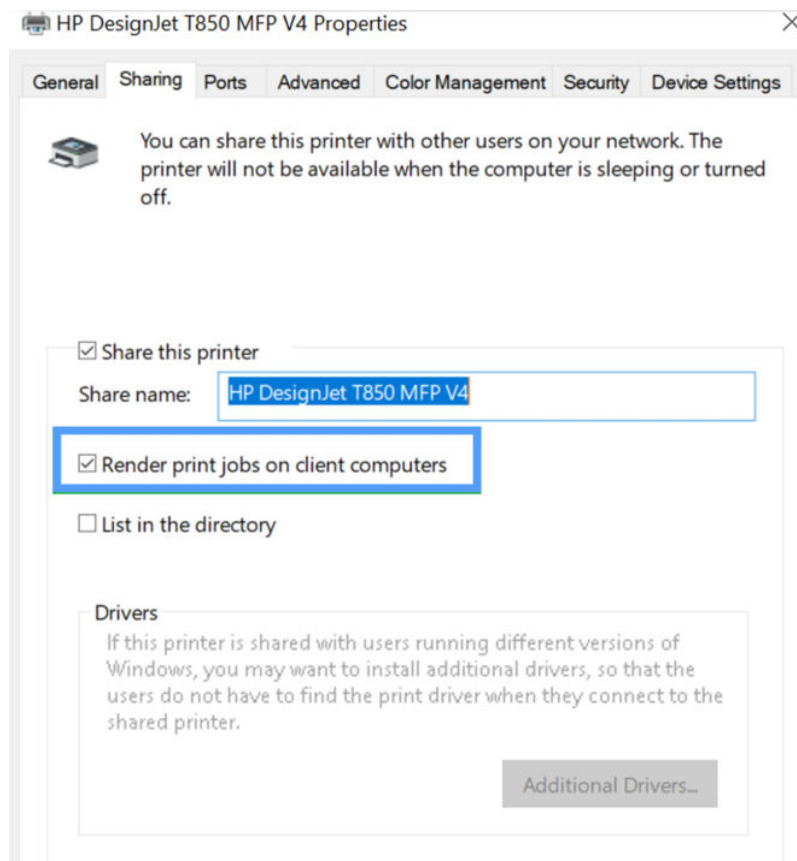 HP DesignJet T850 MFP V4 Properties
General Sharing Ports Advanced Color Management Security Device Settings
You can share this printer with other users on your network. The
printer will not be available when the computer is sleeping or turned
off.
Share this printer
Share name: HP DesignJet T850 MFP V4
Render print jobs on client computers
List in the directory
Drivers
If this printer is shared with users running different versions of
Windows, you may want to install additional drivers, so that the
users do not have to find the print driver when they connect to the
shared printer.
Additional Drivers...